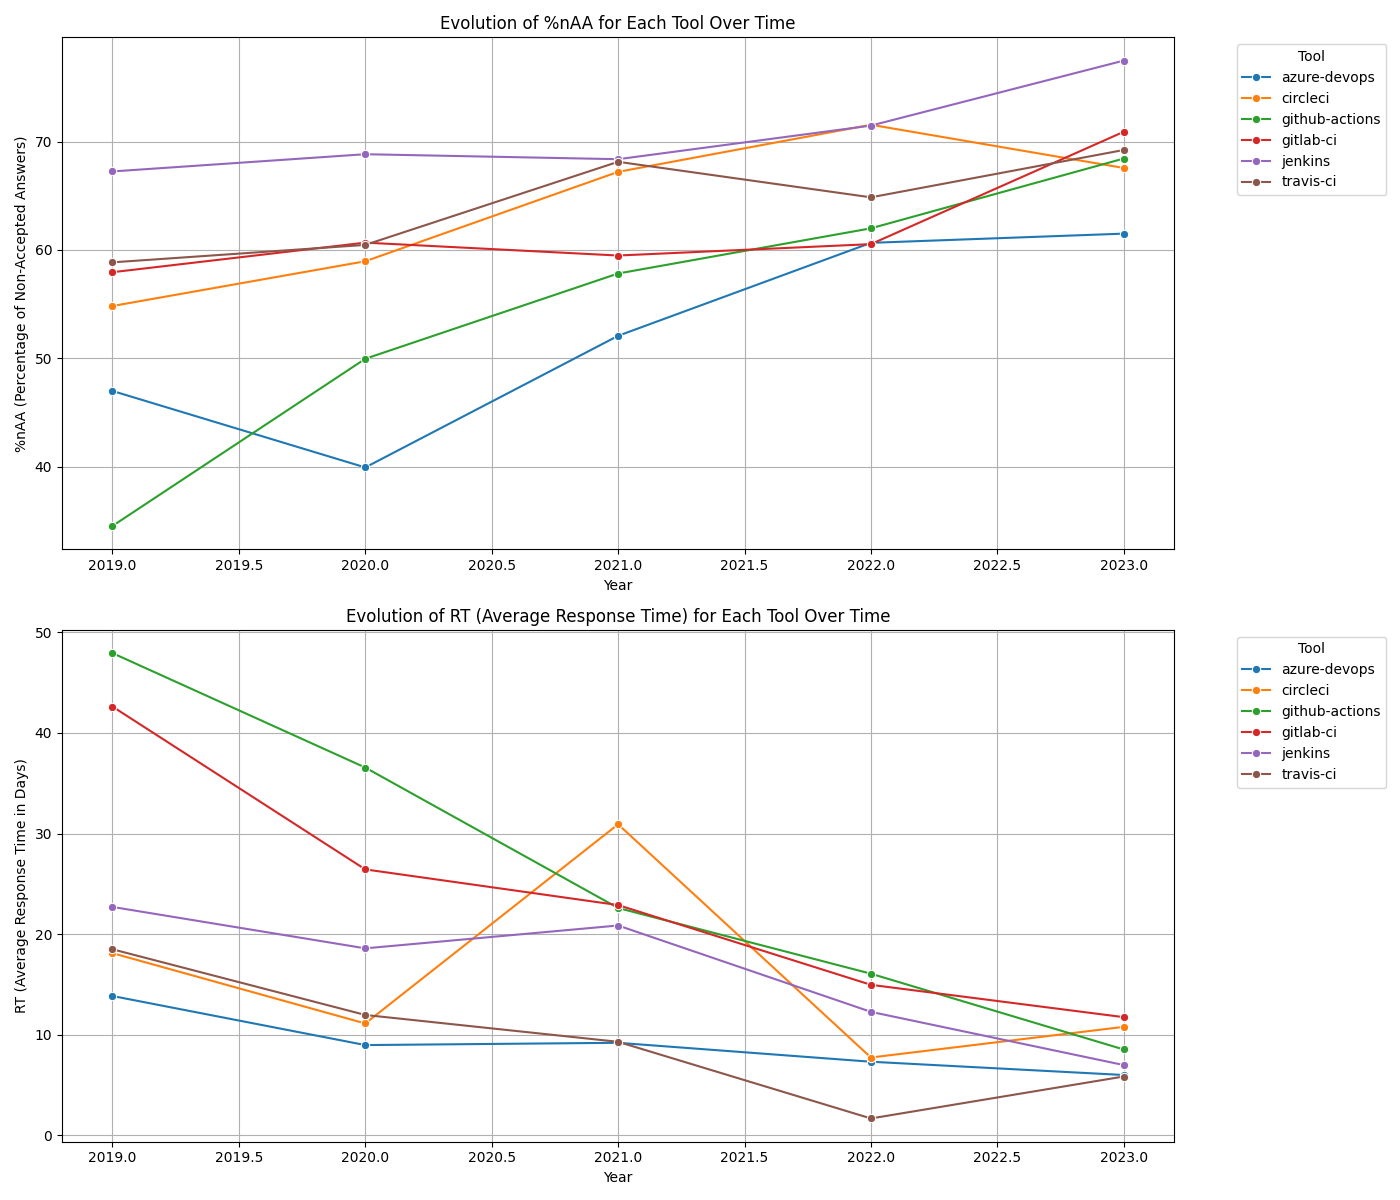 Evolution of %nAA for Each Tool Over Time
%nAA (Percentage of Non-Accepted Answers)
70
60
50
40
2019.0 2019.5 2020.0 2020.5 2021.0 2021.5 2022.0 2022.5 2023.0
Year
Tool
azure-devops
circleci
github-actions
gitlab-ci
jenkins
travis-ci
Evolution of RT (Average Response Time) for Each Tool Over Time
RT (Average Response Time in Days)
50
40
30
20
10
0
2019.0 2019.5 2020.0 2020.5 2021.0 2021.5 2022.0 2022.5 2023.0
Year
Tool
azure-devops
circleci
github-actions
gitlab-ci
jenkins
travis-ci